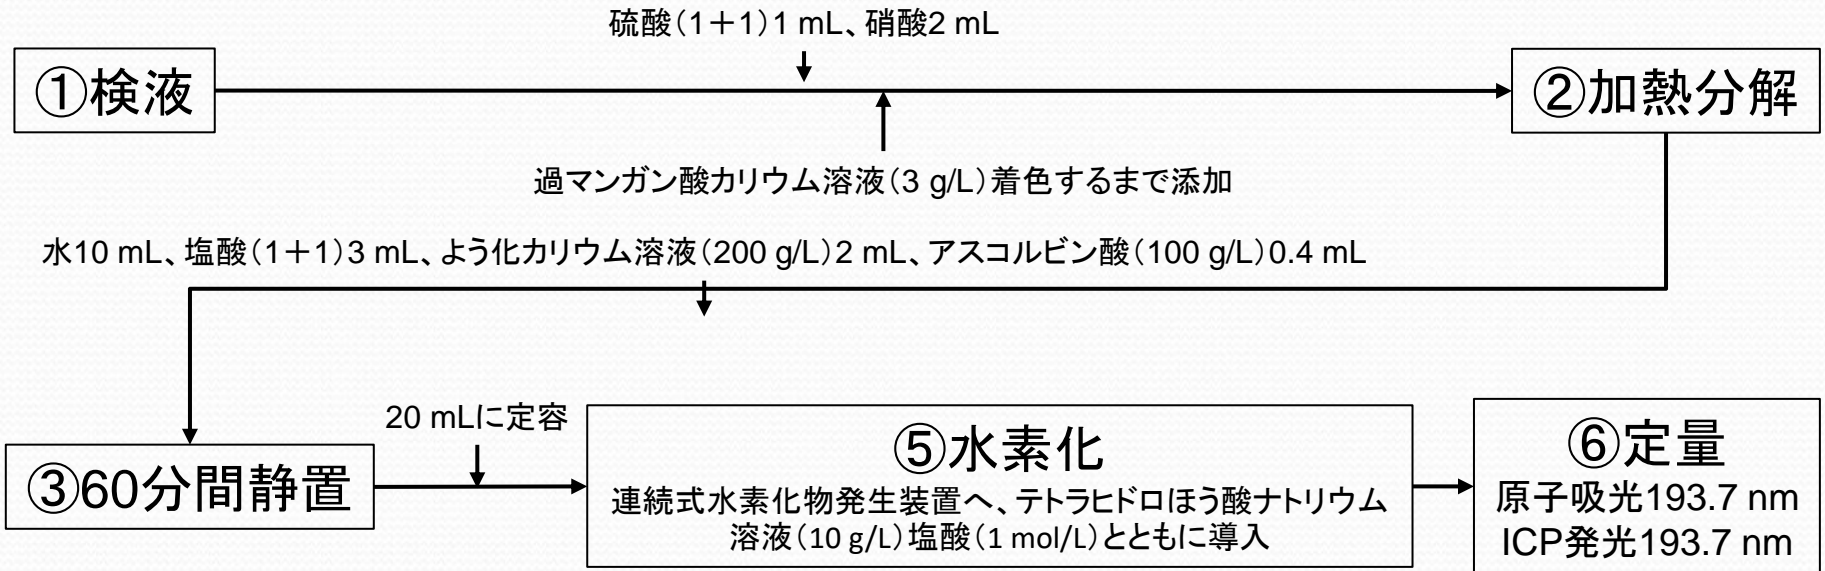 硫酸（1＋1）1 mL、硝酸2 mL
①検液
②加熱分解
過マンガン酸カリウム溶液（3 g/L）着色するまで添加
水10 mL、塩酸（1＋1）3 mL、よう化カリウム溶液（200 g/L）2 mL、アスコルビン酸（100 g/L）0.4 mL
③60分間静置
20 mLに定容
⑤水素化
連続式水素化物発生装置へ、テトラヒドロほう酸ナトリウム
溶液（10 g/L）塩酸（1 mol/L）とともに導入
⑥定量
原子吸光193.7 nm
ICP発光193.7 nm